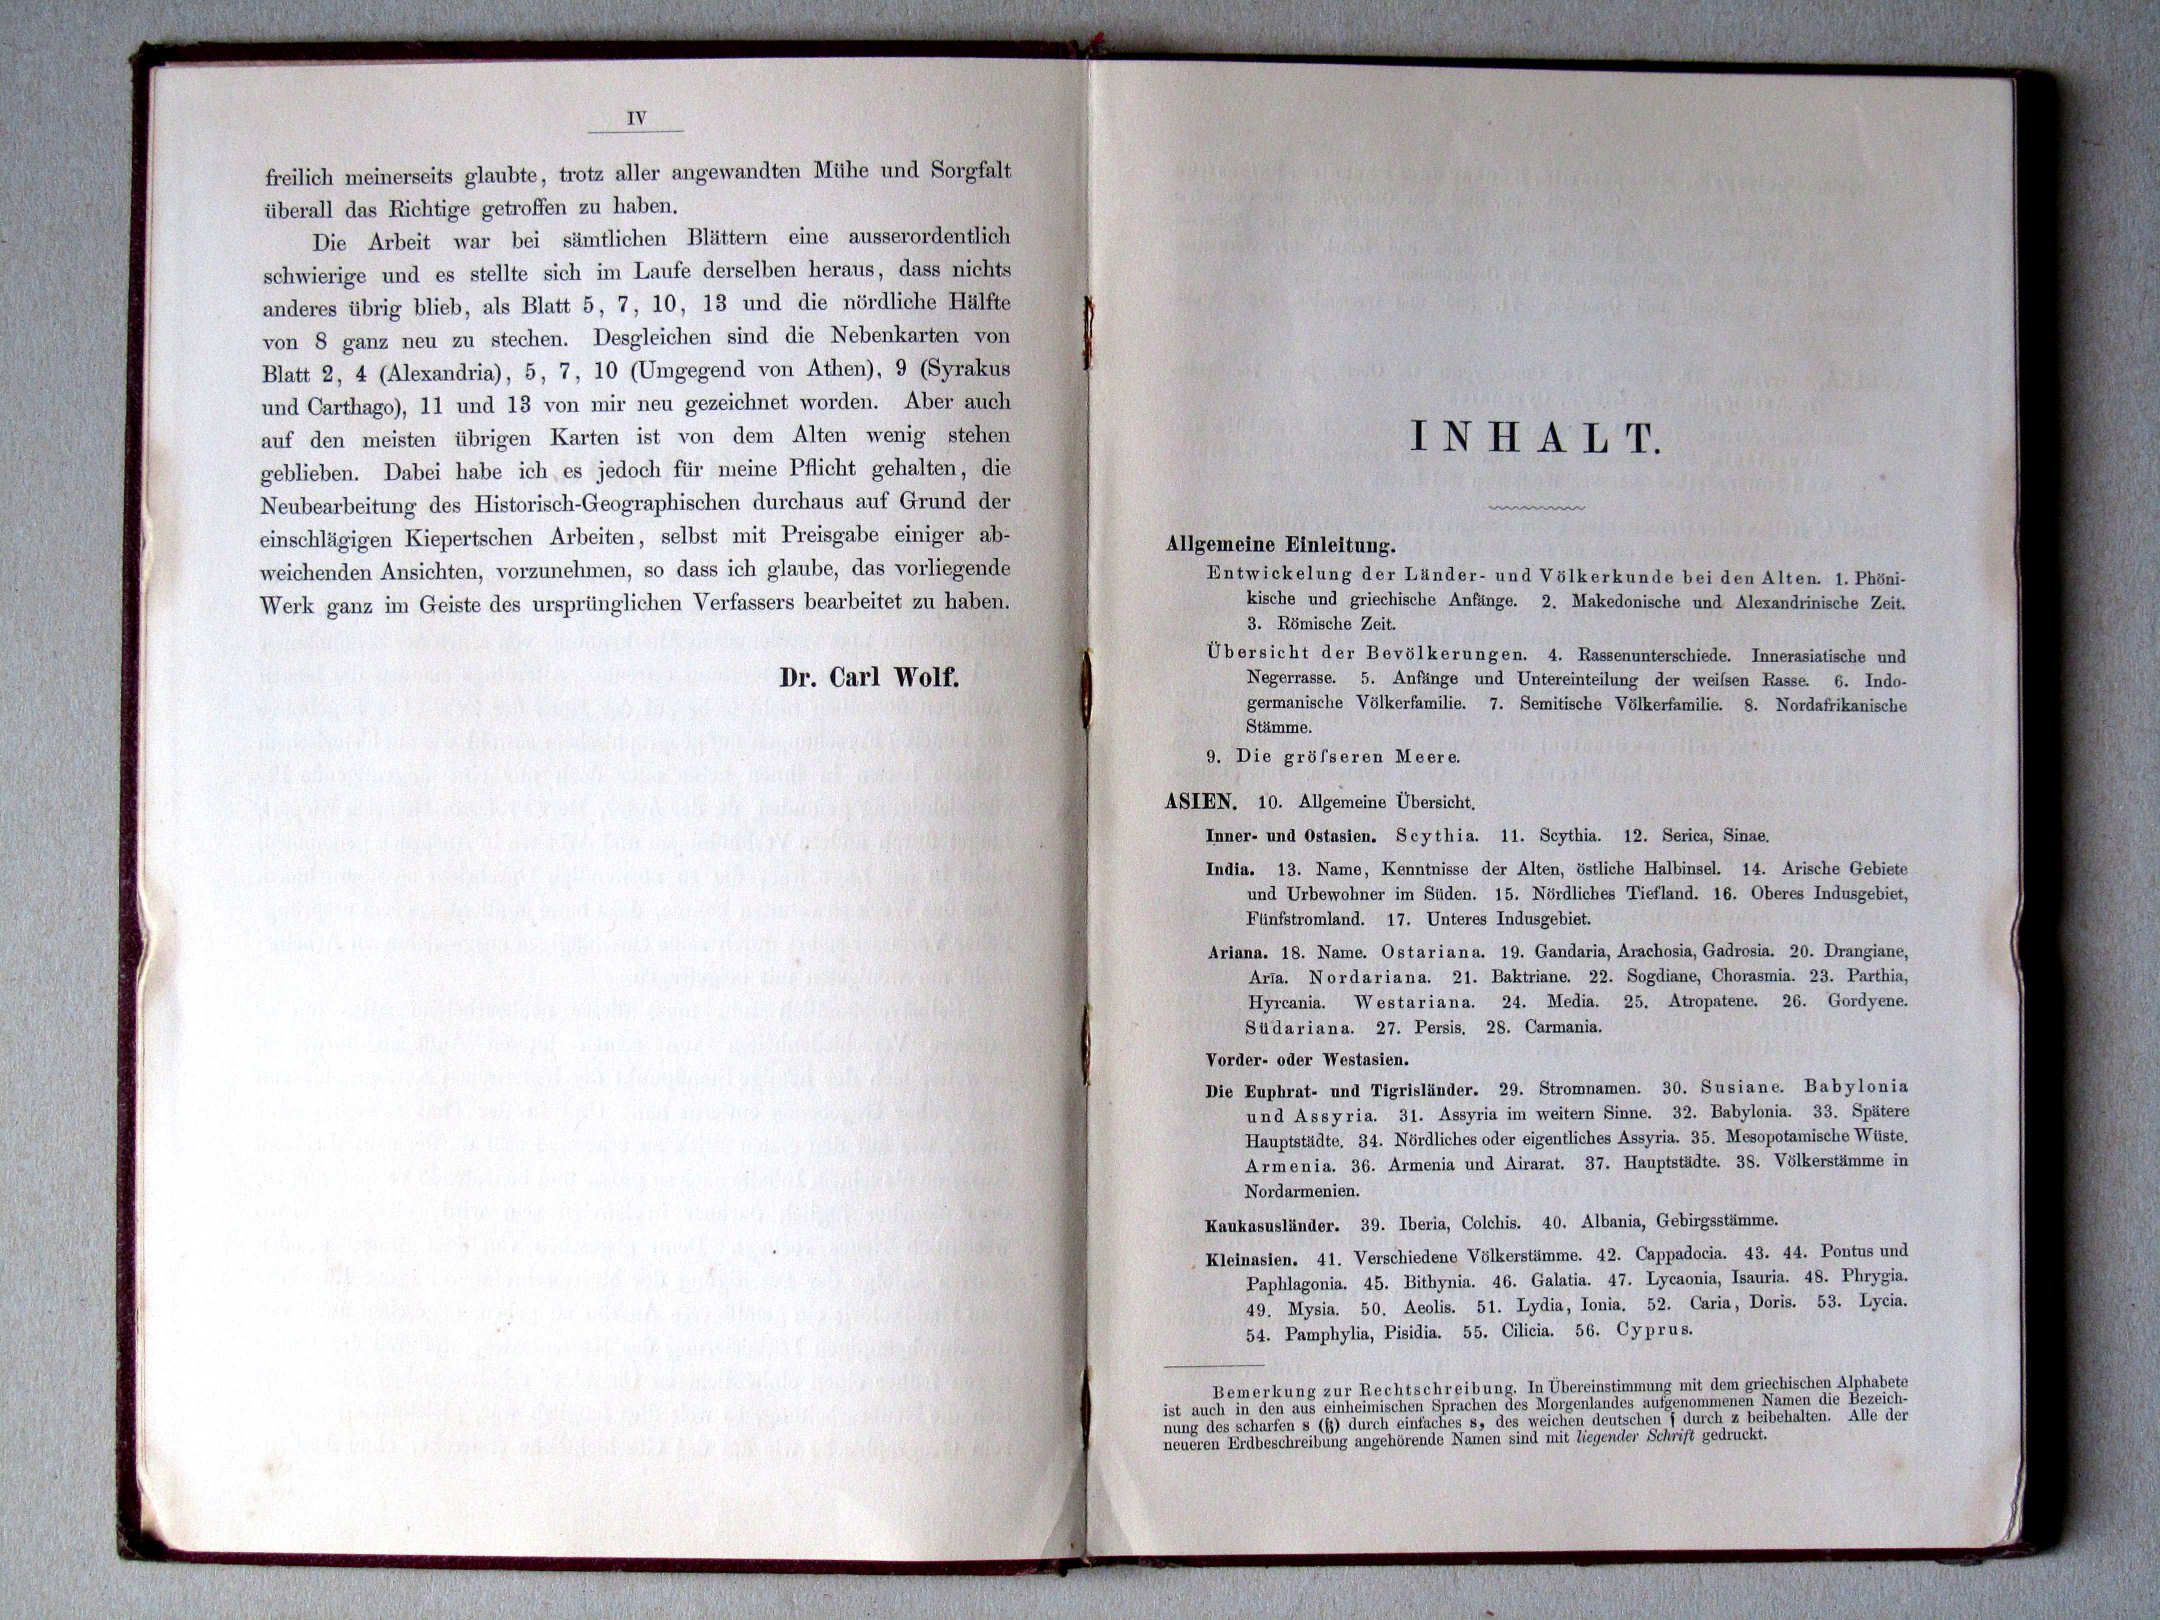 IV
freilich meinerseits glaubte, trotz aller angewandten Mühe und Sorgfalt
überall das Richtige getroffen zu haben.
Die Arbeit war bei sämtlichen Blättern eine ausserordentlich
schwierige und es stellte sich im Laufe derselben heraus, dass nichts
anderes übrig blieb, als Blatt 5, 7, 10, 13 und die nördliche Hälfte
von 8 ganz neu zu stechen. Desgleichen sind die Nebenkarten von
Blatt 2, 4 (Alexandria), 5, 7, 10 (Umgegend von Athen), 9 (Syrakus
und Carthago), 11 und 13 von mir neu gezeichnet worden. Aber auch
auf den meisten übrigen Karten ist von dem Alten wenig stehen
geblieben. Dabei habe ich es jedoch für meine Pflicht gehalten, die
Neubearbeitung des Historisch-Geographischen durchaus auf Grund der
einschlägigen Kiepertschen Arbeiten, selbst mit Preisgabe einiger ab-
weichenden Ansichten, vorzunehmen, so dass ich glaube, das vorliegende
Werk ganz im Geiste des ursprünglichen Verfassers bearbeitet zu haben.
Dr. Carl Wolf.
INHALT.
Allgemeine Einleitung.
Entwickelung der Länder- und Völkerkunde bei den Alten. 1. Phöni-
kische und griechische Anfänge. 2. Makedonische und Alexandrinische Zeit.
3. Römische Zeit.
Übersicht der Bevölkerungen. 4. Rassenunterschiede. Innerasiatische und
Negerrasse. 5. Anfänge und Untereinteilung der weiſsen Rasse. 6. Indo-
germanische Völkerfamilie. 7. Semitische Völkerfamilie. 8. Nordafrikanische
Stämme.
9. Die gröſseren Meere.
ASIEN. 10. Allgemeine Übersicht.
Inner- und Ostasien. Scythia. 11. Scythia. 12. Serica, Sinae.
India. 13. Name, Kenntnisse der Alten, östliche Halbinsel. 14. Arische Gebiete
und Urbewohner im Süden. 15. Nördliches Tiefland. 16. Oberes Indusgebiet,
Fünfstromland. 17. Unteres Indusgebiet.
Ariana. 18. Name. Ostariana. 19. Gandaria, Arachosia, Gadrosia. 20. Drangiane,
Aria. Nordariana. 21. Baktriane. 22. Sogdiane, Chorasmia. 23. Parthia,
Hyrcania. Westariana. 24. Media. 25. Atropatene. 26. Gordyene.
Südariana. 27. Persis. 28. Carmania.
Vorder- oder Westasien.
Die Euphrat- und Tigrisländer. 29. Stromnamen. 30. Susiane. Babylonia
und Assyria. 31. Assyria im weitern Sinne. 32. Babylonia. 33. Spätere
Hauptstädte. 34. Nördliches oder eigentliches Assyria. 35. Mesopotamische Wüste.
Armenia. 36. Armenia und Airarat. 37. Hauptstädte. 38. Völkerstämme in
Nordarmenien.
Kaukasusländer. 39. Iberia, Colchis. 40. Albania, Gebirgsstämme.
Kleinasien. 41. Verschiedene Völkerstämme. 42. Cappadocia. 43. 44. Pontus und
Paphlagonia. 45. Bithynia. 46. Galatia. 47. Lycaonia, Isauria. 48. Phrygia.
49. Mysia. 50. Aeolis. 51. Lydia, Ionia. 52. Caria, Doris. 53. Lycia.
54. Pamphylia, Pisidia. 55. Cilicia. 56. Cyprus.
Bemerkung zur Rechtschreibung. In Übereinstimmung mit dem griechischen Alphabete
ist auch in den aus einheimischen Sprachen des Morgenlandes aufgenommenen Namen die Bezeich-
nung des scharfen s (ß) durch einfaches s, des weichen deutschen ſ durch z beibehalten. Alle der
neueren Erdbeschreibung angehörende Namen sind mit liegender Schrift gedruckt.